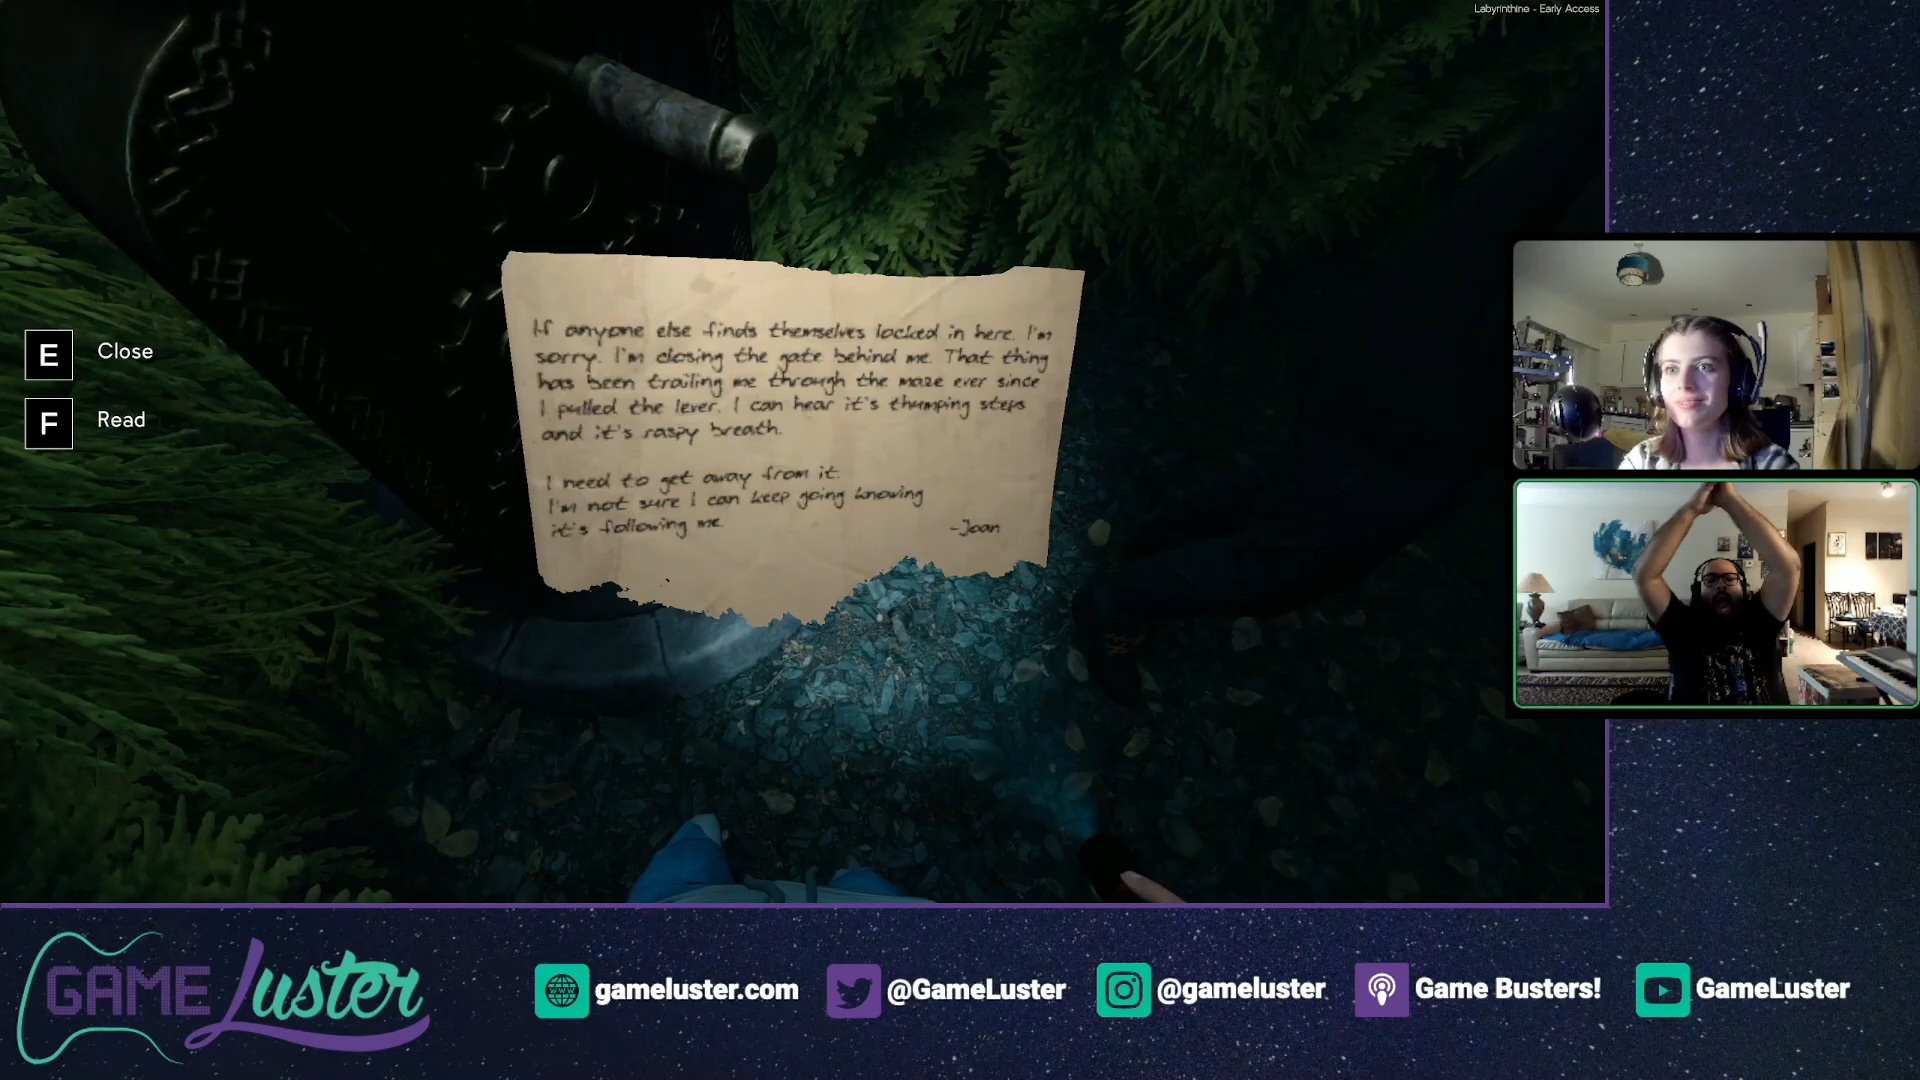 Labyrinthine - Early Access
E Close
F Read
If anyone else finds themselves locked in here. I'm
sorry. I'm closing the gate behind me. That thing
has been trailing me through the maze ever since
I pulled the lever. I can hear it's thumping steps
and it's raspy breath.
I need to get away from it.
I'm not sure I can keep going knowing
it's following me.
-Joan
GAME Luster
www
gameluster.com
@GameLuster
@gameluster
Game Busters!
GameLuster